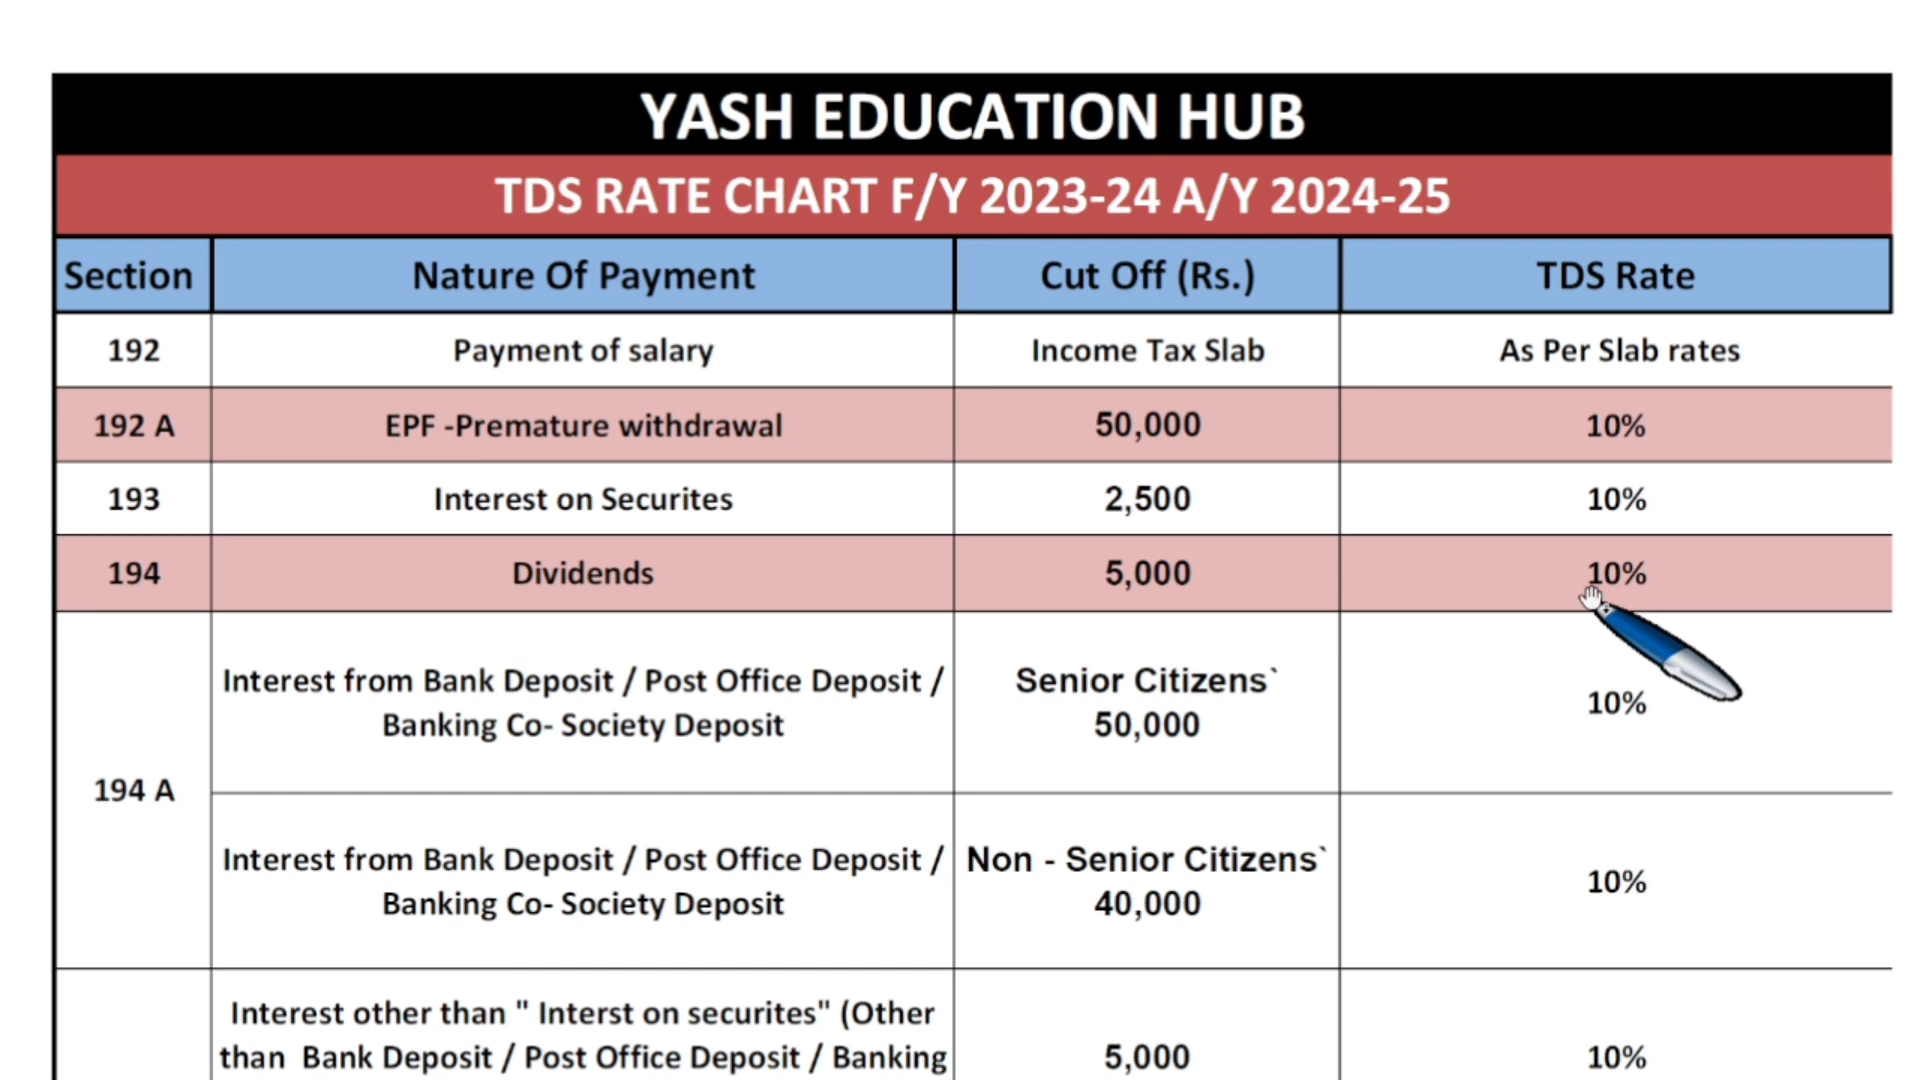 YASH EDUCATION HUB
TDS RATE CHART F/Y 2023-24 A/Y 2024-25
Section Nature Of Payment Cut Off (Rs.) TDS Rate
192 Payment of salary Income Tax Slab As Per Slab rates
192 A EPF -Premature withdrawal 50,000 10%
193 Interest on Securites 2,500 10%
194 Dividends 5,000 10%
194 A
Interest from Bank Deposit / Post Office Deposit /
Banking Co- Society Deposit
Senior Citizens`
50,000
10%
Interest from Bank Deposit / Post Office Deposit /
Banking Co- Society Deposit
Non - Senior Citizens`
40,000
10%
Interest other than " Interst on securites" (Other
than Bank Deposit / Post Office Deposit / Banking
5,000
10%